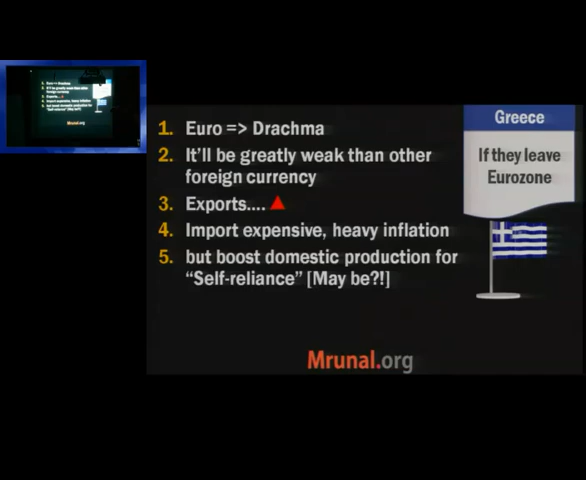 Greece
If they leave
Eurozone
1. Euro => Drachma
2. It'll be greatly weak than other
foreign currency
3. Exports.... ▲
4. Import expensive, heavy inflation
5. but boost domestic production for
"Self-reliance" [May be?!]
Mrunal.org